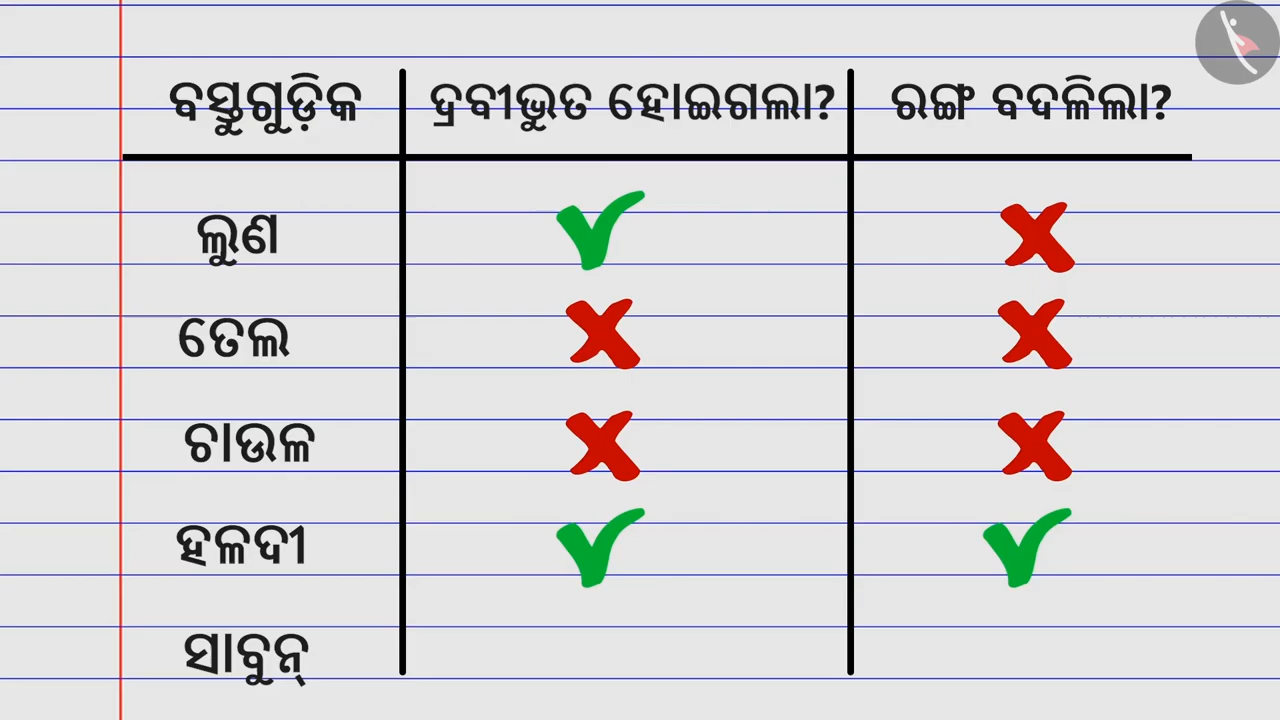 ବସ୍ତୁଗୁଡ଼ିକ ଦ୍ରବୀଭୁତ ହୋଇଗଲା? ରଙ୍ଗ ବଦଳିଲା?
ଲୁଣ
ତେଲ
ଚାଉଳ
ହଳଦୀ
ସାବୁନ୍